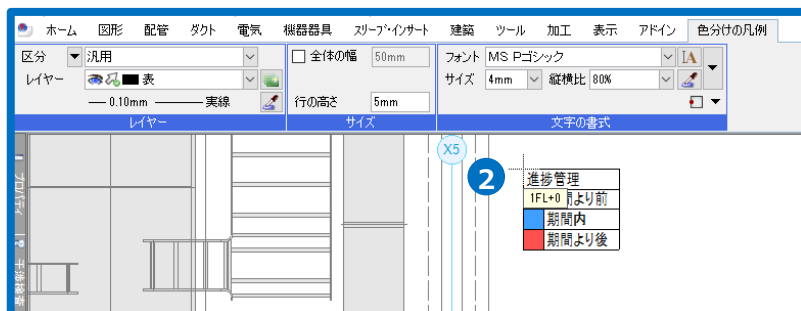 ホーム 図形 配管 ダクト 電気 機器器具 スリーブ・インサート 建築 ツール 加工 表示 アドイン 色分けの凡例
区分 汎用 全体の幅 50mm フォント MS Pゴシック A
レイヤー 表 サイズ 4mm 縦横比 80%
0.10mm 実線 行の高さ 5mm
レイヤー サイズ 文字の書式
X5
2
進捗管理
1FL+0 間より前
期間内
期間より後
プロパティ
干渉検査